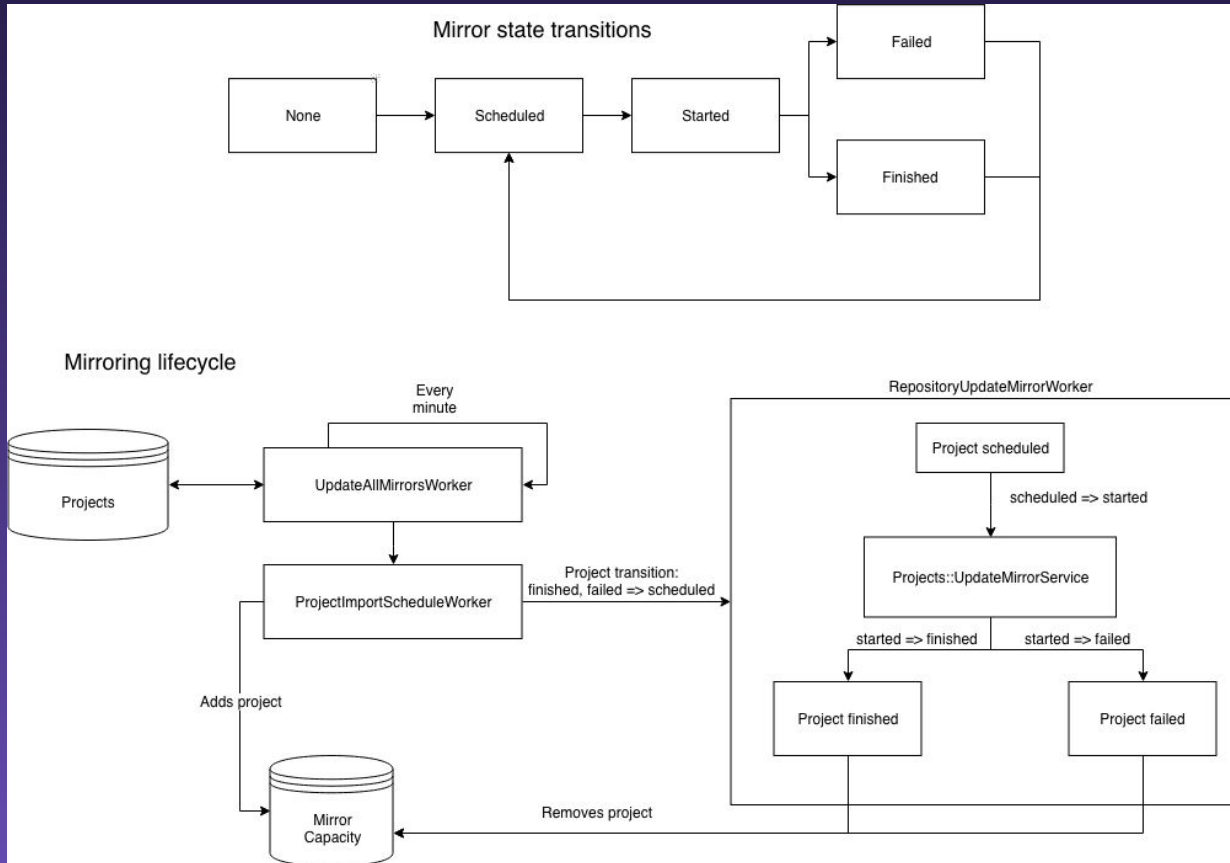 Mirror state transitions
Failed
None
Scheduled
Started
Finished
Mirroring lifecycle
Every
minute
RepositoryUpdateMirrorWorker
Project scheduled
Projects
UpdateAllMirrorsWorker
scheduled => started
Projects::UpdateMirrorService
ProjectImportScheduleWorker
Project transition:
finished, failed => scheduled
started => finished
started => failed
Adds project
Project finished
Project failed
Mirror
Capacity
Removes project